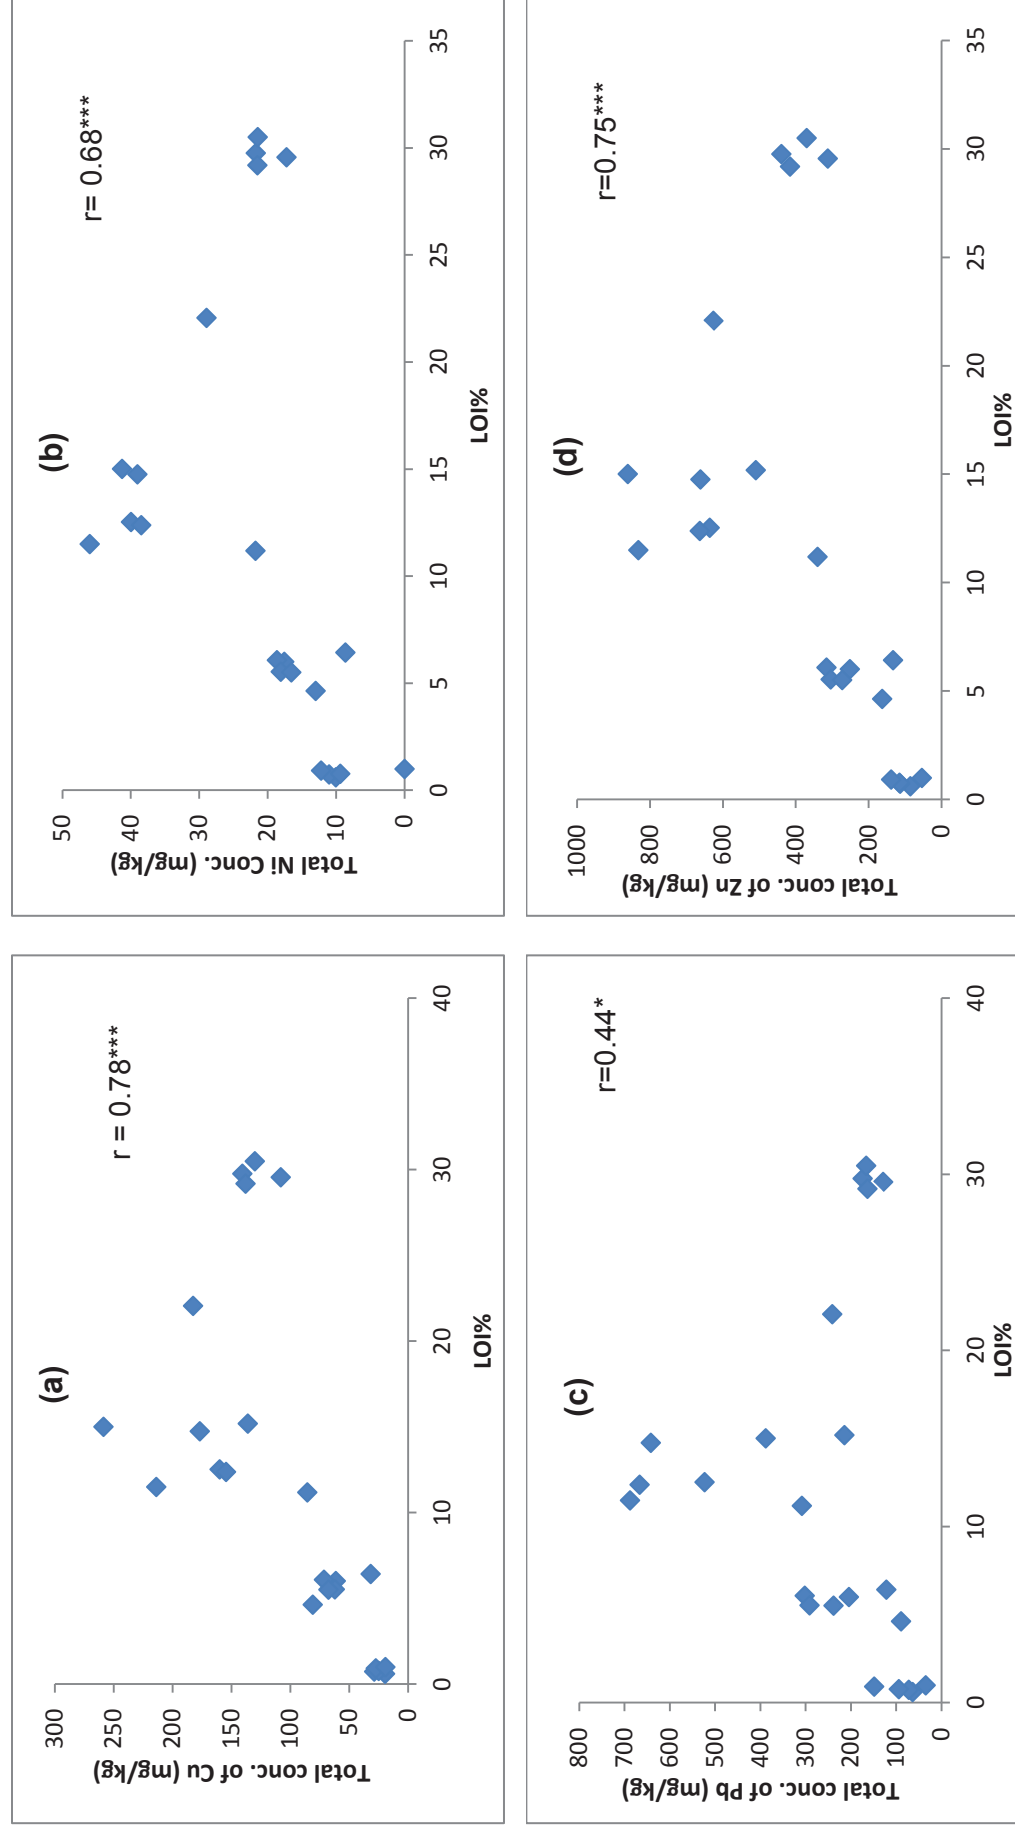 (a)
r = 0.78***
Total conc. of Cu (mg/kg)
300
250
200
150
100
50
0
0 10 20 30 40
LOI%
(b)
r= 0.68***
Total Ni Conc. (mg/kg)
50
40
30
20
10
0
0 5 10 15 20 25 30 35
LOI%
(c)
r=0.44*
Total conc. of Pb (mg/kg)
800
700
600
500
400
300
200
100
0
0 10 20 30 40
LOI%
(d)
r=0.75***
Total conc. of Zn (mg/kg)
1000
800
600
400
200
0
0 5 10 15 20 25 30 35
LOI%